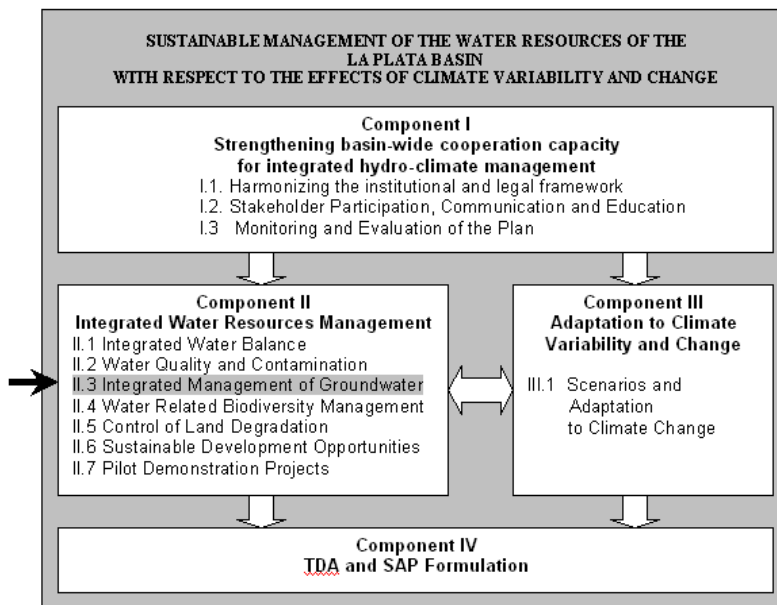 SUSTAINABLE MANAGEMENT OF THE WATER RESOURCES OF THE
LA PLATA BASIN
WITH RESPECT TO THE EFFECTS OF CLIMATE VARIABILITY AND CHANGE
Component I
Strengthening basin-wide cooperation capacity
for integrated hydro-climate management
I.1. Harmonizing the institutional and legal framework
I.2. Stakeholder Participation, Communication and Education
I.3 Monitoring and Evaluation of the Plan
Component II
Integrated Water Resources Management
II.1 Integrated Water Balance
II.2 Water Quality and Contamination
II.3 Integrated Management of Groundwater
II.4 Water Related Biodiversity Management
II.5 Control of Land Degradation
II.6 Sustainable Development Opportunities
II.7 Pilot Demonstration Projects
Component III
Adaptation to Climate
Variability and Change
III.1 Scenarios and
Adaptation
to Climate Change
Component IV
TDA and SAP Formulation